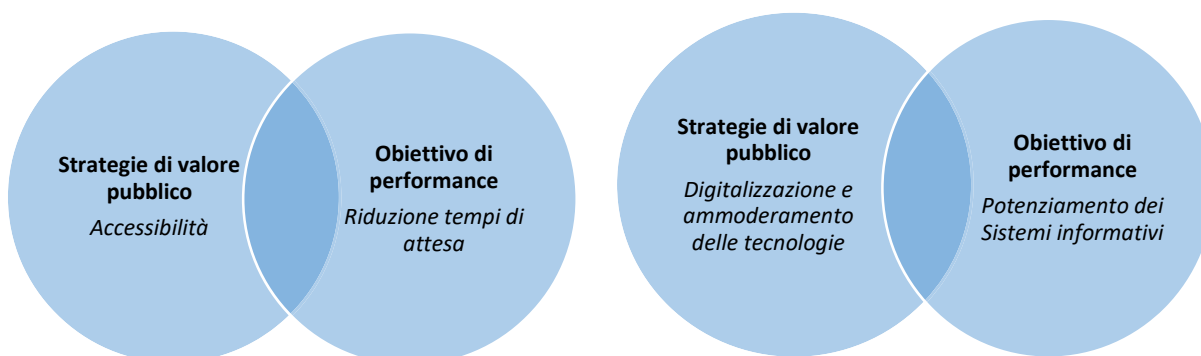 Strategie di valore
pubblico
Accessibilità
Obiettivo di
performance
Riduzione tempi di
attesa
Strategie di valore
pubblico
Digitalizzazione e
ammoderamento
delle tecnologie
Obiettivo di
performance
Potenziamento dei
Sistemi informativi